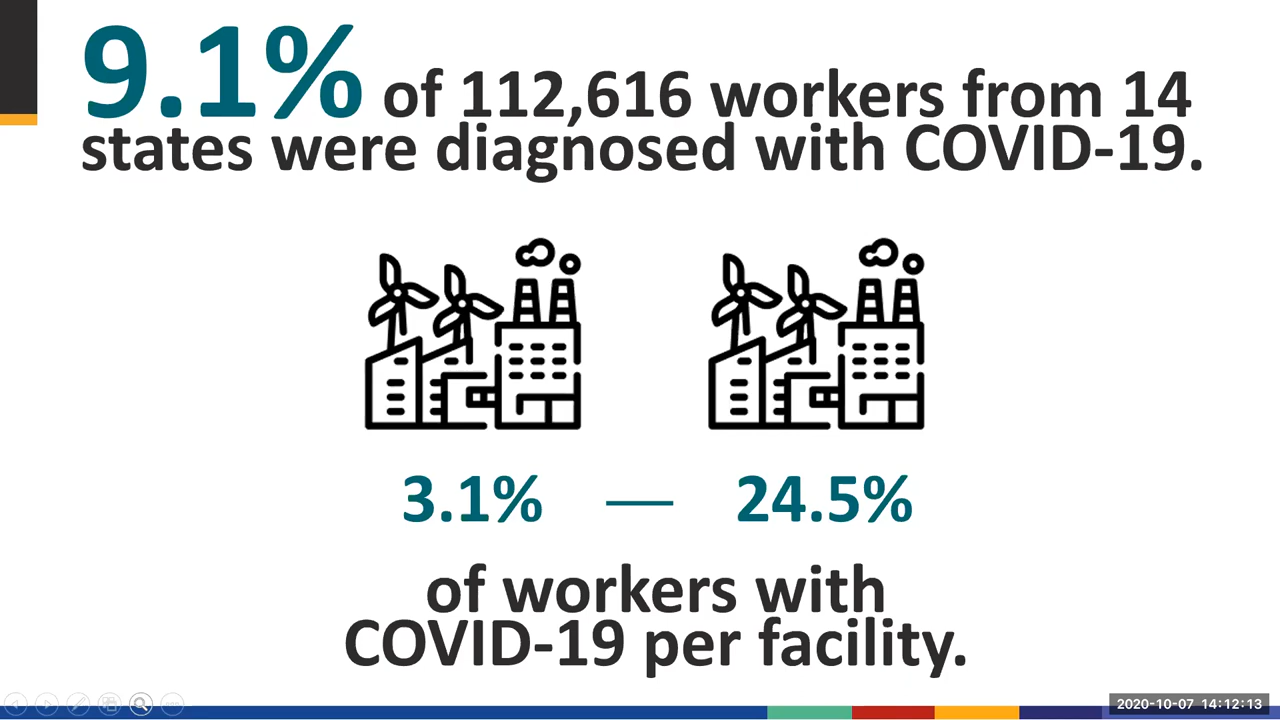 9.1% of 112,616 workers from 14
states were diagnosed with COVID-19.
3.1% — 24.5%
of workers with
COVID-19 per facility.
2020-10-07 14:12:13